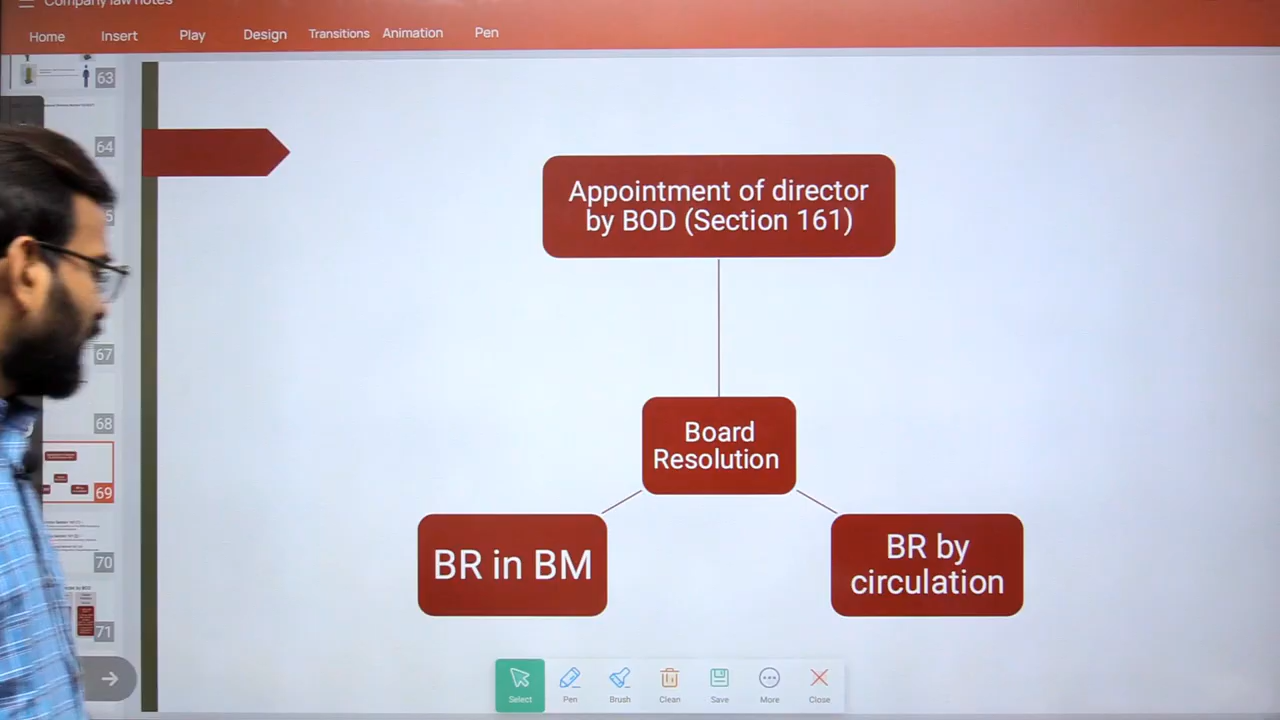 Company law notes
Home Insert Play Design Transitions Animation Pen
63
64
67
68
69
70
71
Appointment of director
by BOD (Section 161)
Board
Resolution
BR in BM
BR by
circulation
Select Pen Brush Clean Save More Close